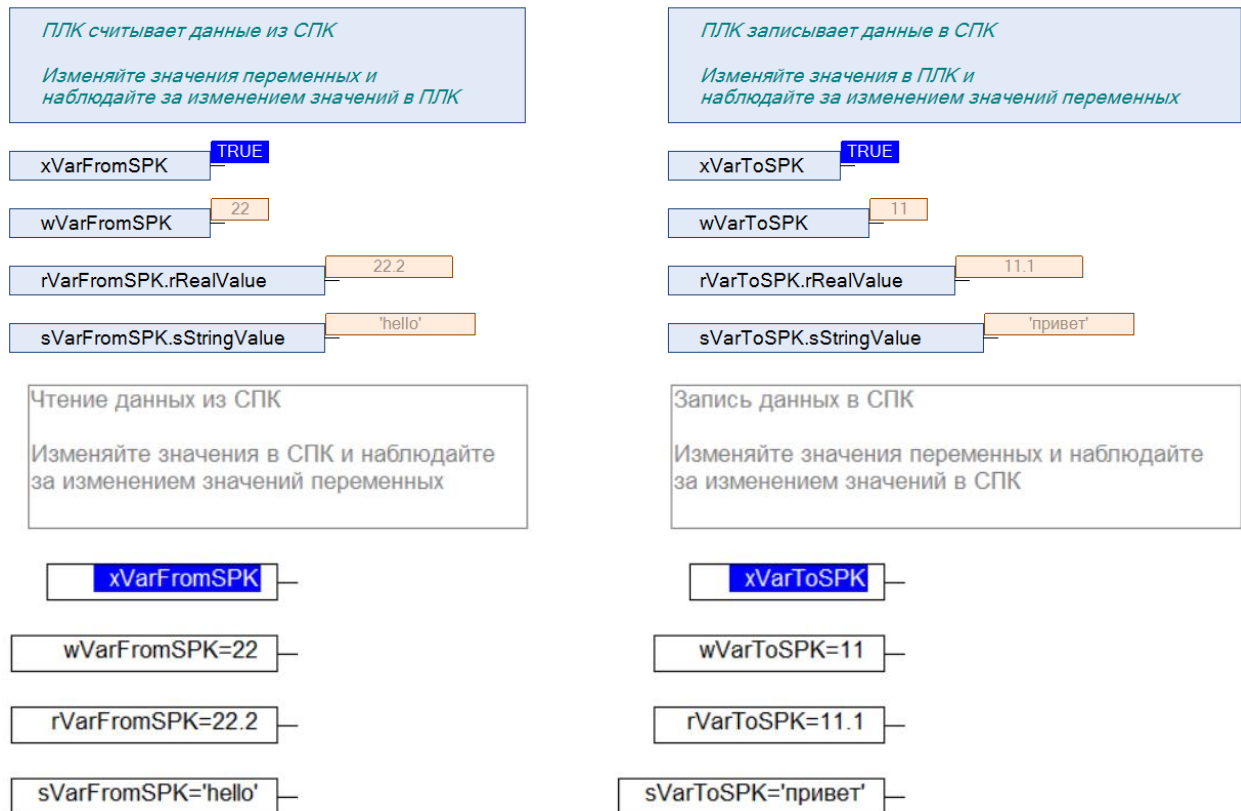 ПЛК считывает данные из СПК
Изменяйте значения переменных и
наблюдайте за изменением значений в ПЛК
xVarFromSPK
TRUE
wVarFromSPK
22
rVarFromSPK.rRealValue
22.2
sVarFromSPK.sStringValue
'hello'
ПЛК записывает данные в СПК
Изменяйте значения в ПЛК и
наблюдайте за изменением значений переменных
xVarToSPK
TRUE
wVarToSPK
11
rVarToSPK.rRealValue
11.1
sVarToSPK.sStringValue
'привет'
Чтение данных из СПК
Изменяйте значения в СПК и наблюдайте
за изменением значений переменных
xVarFromSPK
wVarFromSPK=22
rVarFromSPK=22.2
sVarFromSPK='hello'
Запись данных в СПК
Изменяйте значения переменных и наблюдайте
за изменением значений в СПК
xVarToSPK
wVarToSPK=11
rVarToSPK=11.1
sVarToSPK='привет'